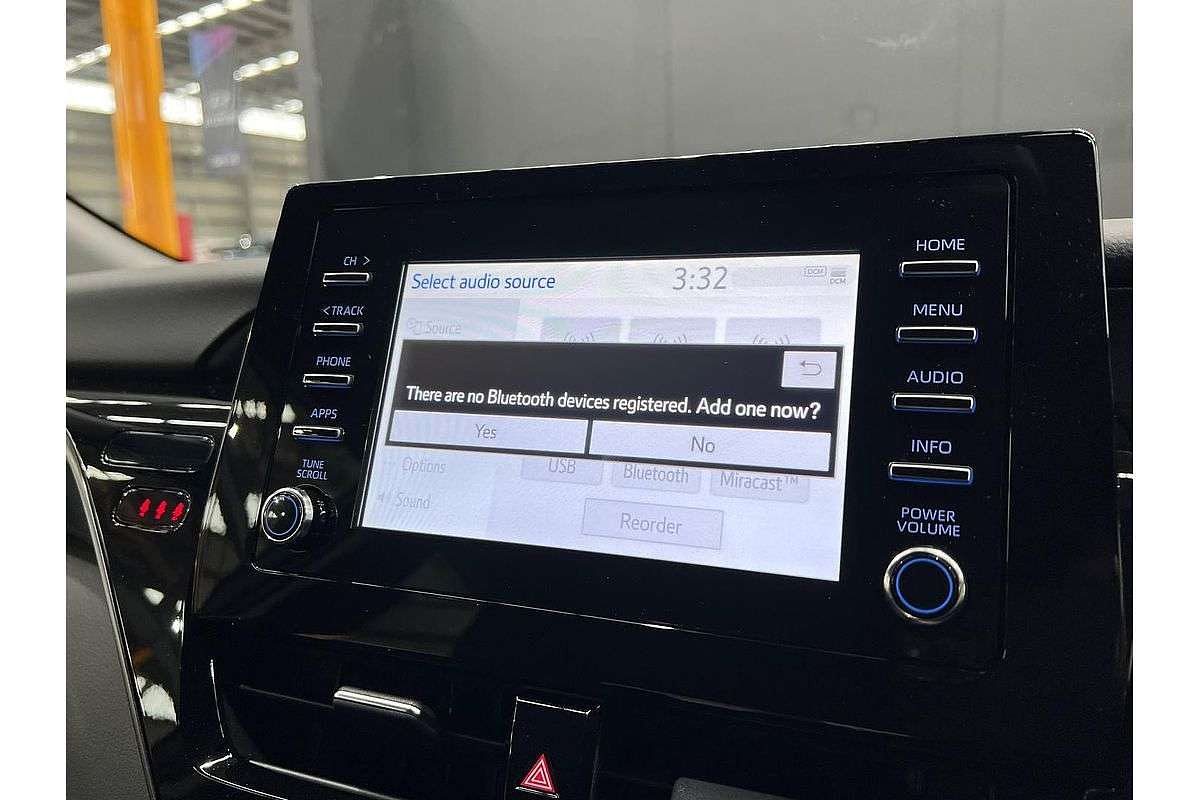 CH >
< TRACK
PHONE
APPS
TUNE
SCROLL
Select audio source
3:32
DCM
DCM
Source
There are no Bluetooth devices registered. Add one now?
Yes
No
Options
USB
Bluetooth
Miracast™
Sound
Reorder
HOME
MENU
AUDIO
INFO
POWER
VOLUME